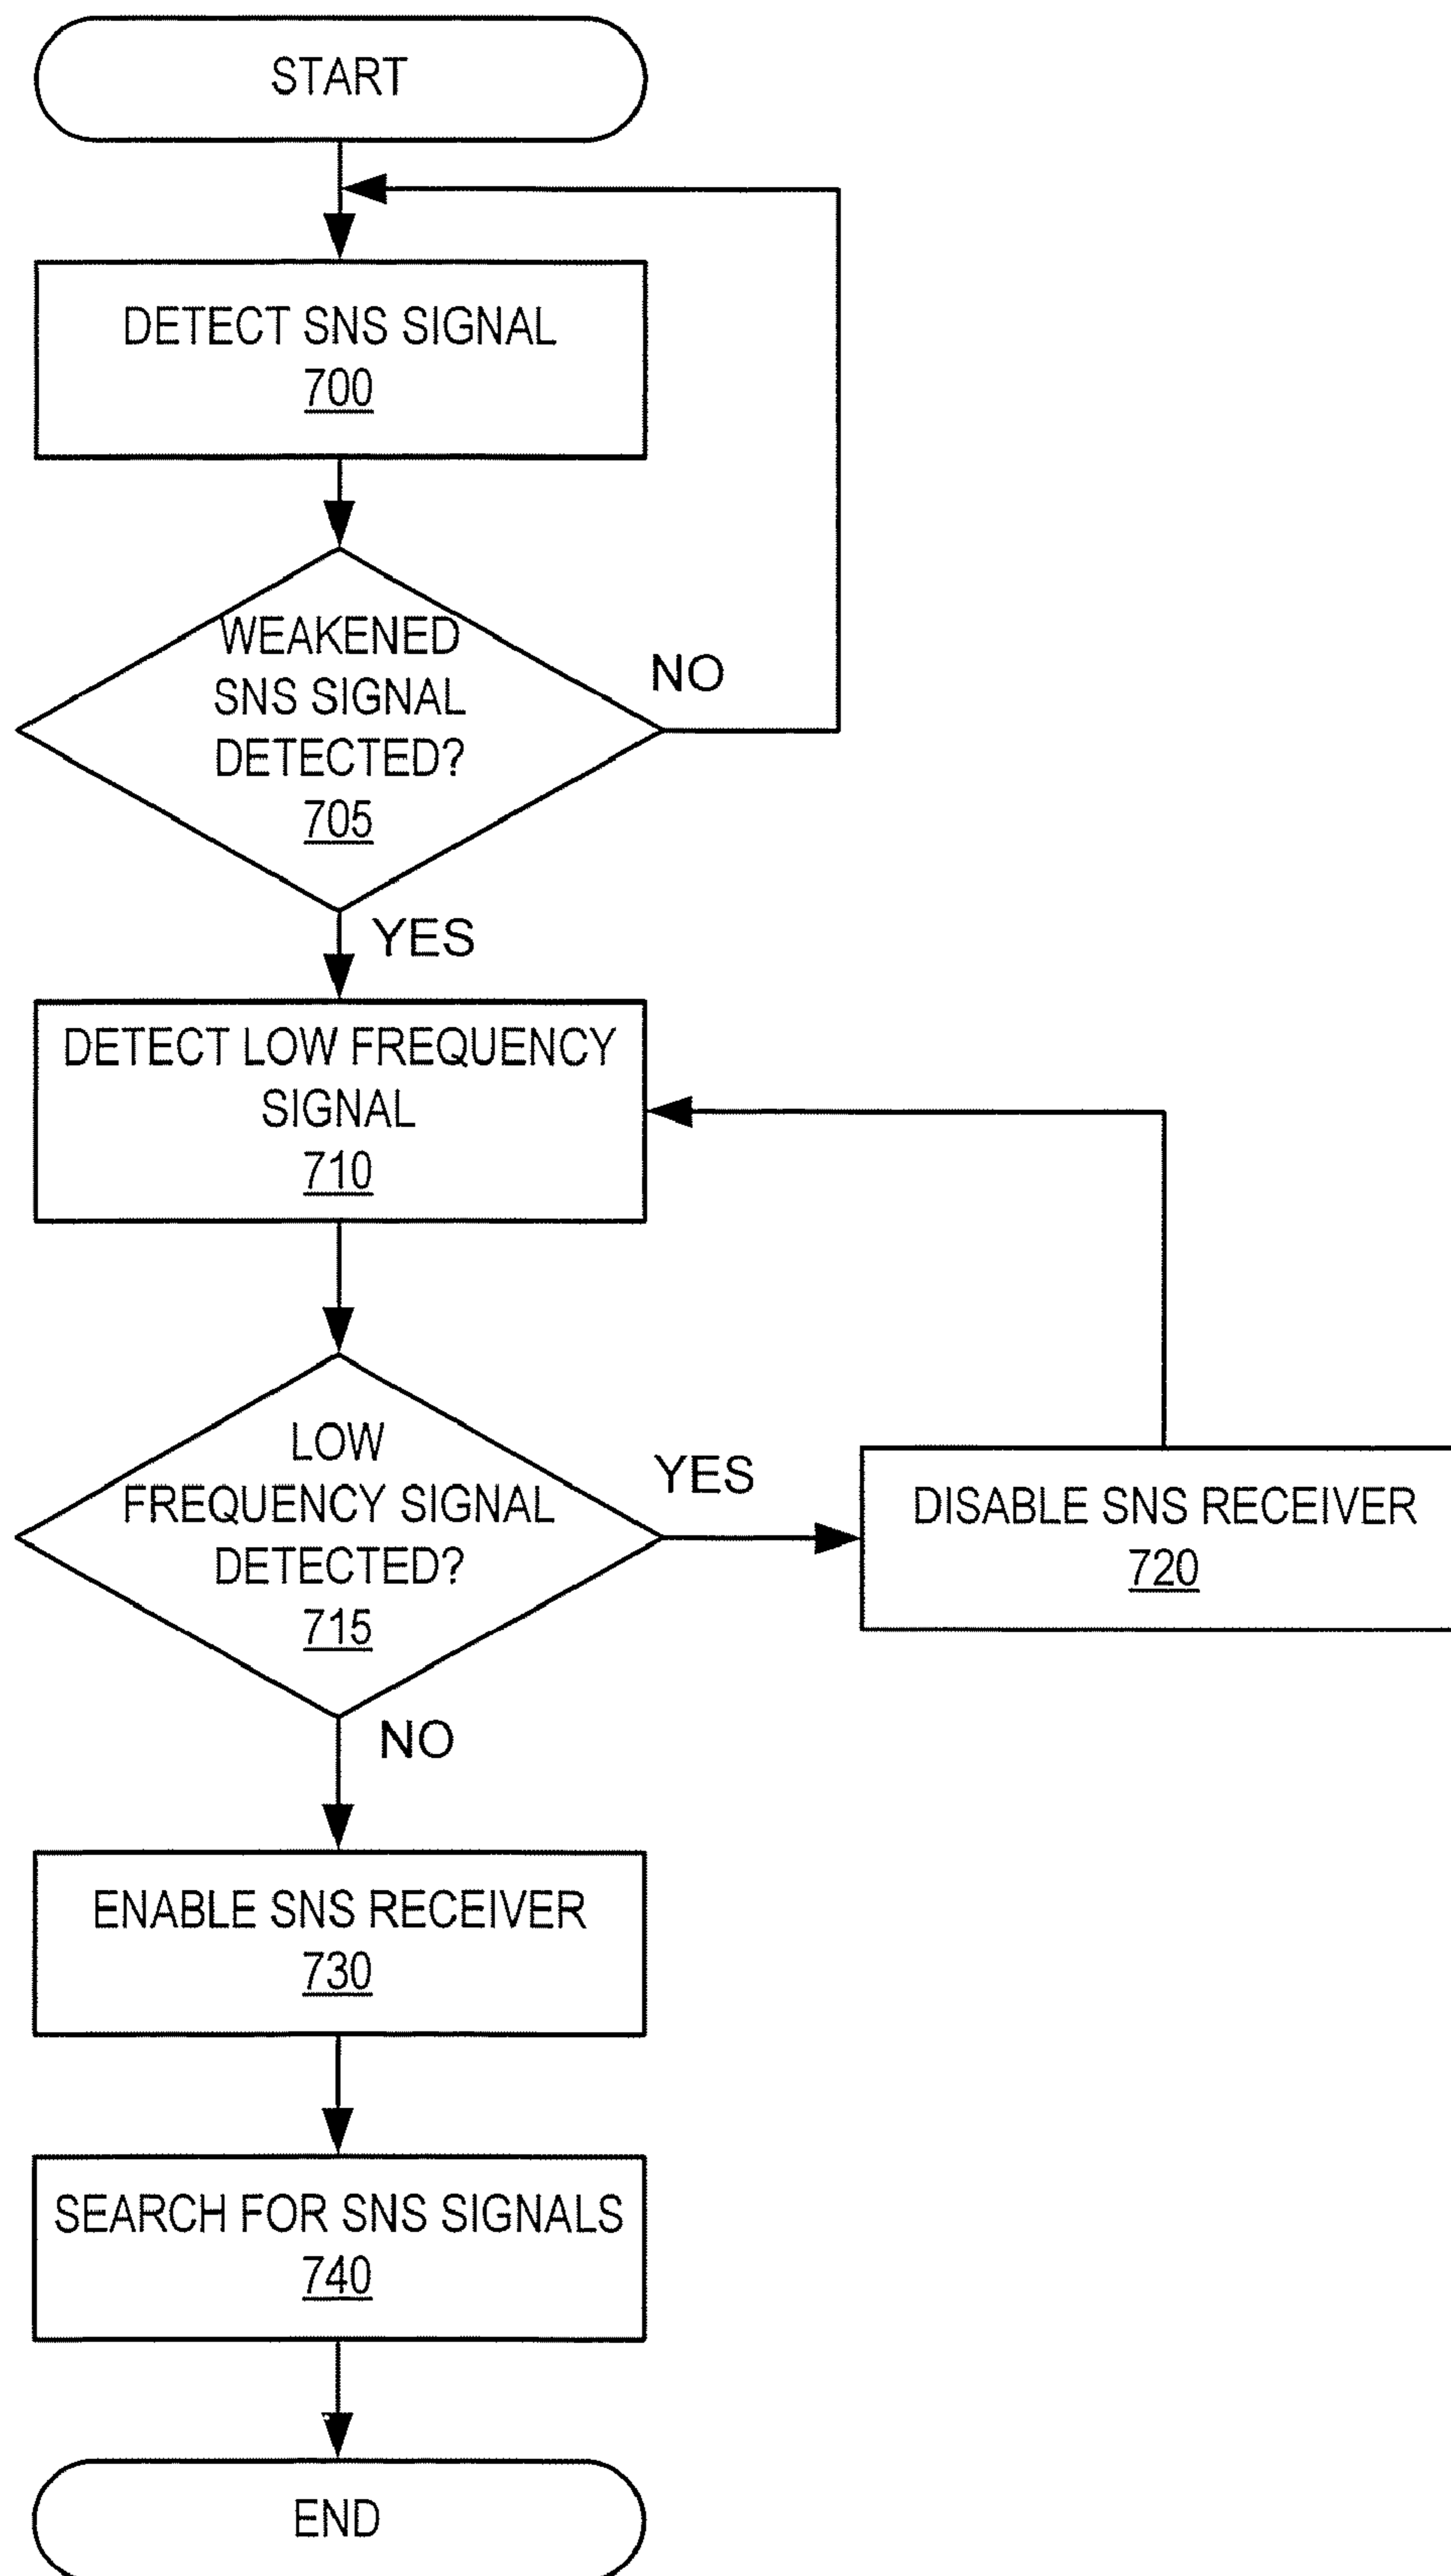 START
DETECT SNS SIGNAL
700
WEAKENED
SNS SIGNAL
DETECTED?
705
NO
YES
DETECT LOW FREQUENCY
SIGNAL
710
LOW
FREQUENCY SIGNAL
DETECTED?
715
YES
DISABLE SNS RECEIVER
720
NO
ENABLE SNS RECEIVER
730
SEARCH FOR SNS SIGNALS
740
END